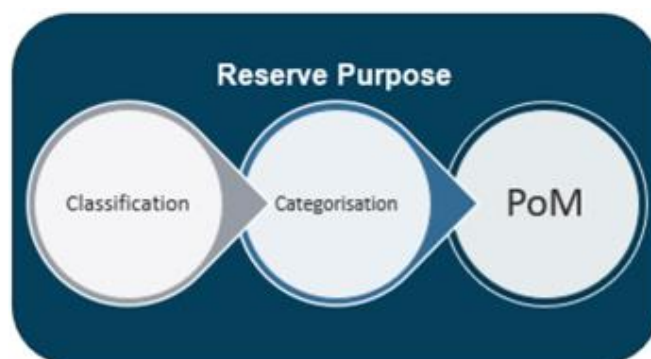 Reserve Purpose
Classification
Categorisation
PoM